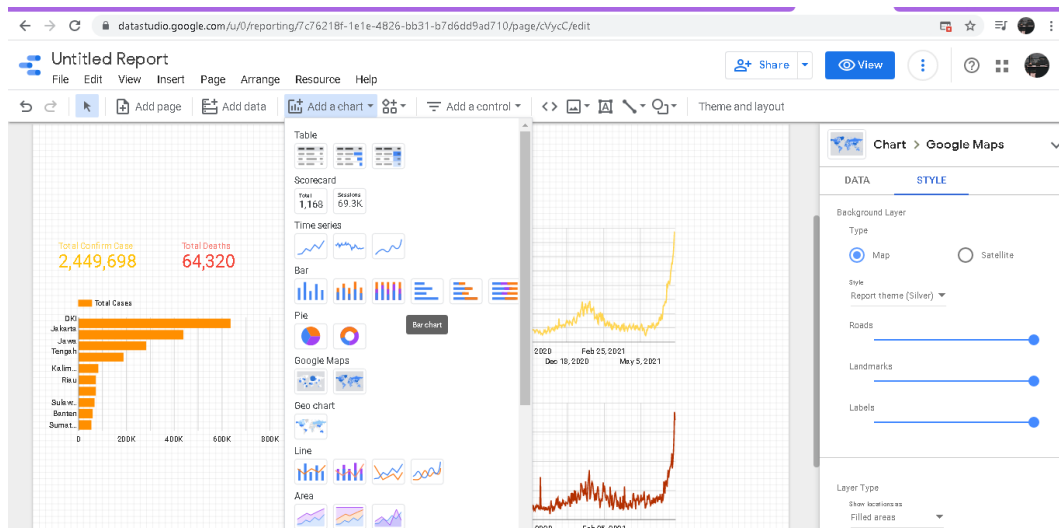 datastudio.google.com/u/0/reporting/7c76218f-1e1e-4826-bb31-b7d6dd9ad710/page/cVycC/edit
Untitled Report
File Edit View Insert Page Arrange Resource Help
Share
View
Add page
Add data
Add a chart
Add a control
Theme and layout
Table
Scorecard
Total
1,168
Sessions
69.3K
Time series
Bar
Bar chart
Pie
Google Maps
Geo chart
Line
Area
Total Confirm Case
2,449,698
Total Deaths
64,320
Total Cases
DKI
Jakarta
Jawa
Tengah
Kalim...
Riau
Sulaw...
Banten
Sumat...
0 200K 400K 600K 800K
2020 Feb 25, 2021
Dec 18, 2020 May 5, 2021
2020 Feb 25, 2021
Chart > Google Maps
DATA STYLE
Background Layer
Type
Map Satellite
Style
Report theme (Silver)
Roads
Landmarks
Labels
Layer Type
Show locations as
Filled areas